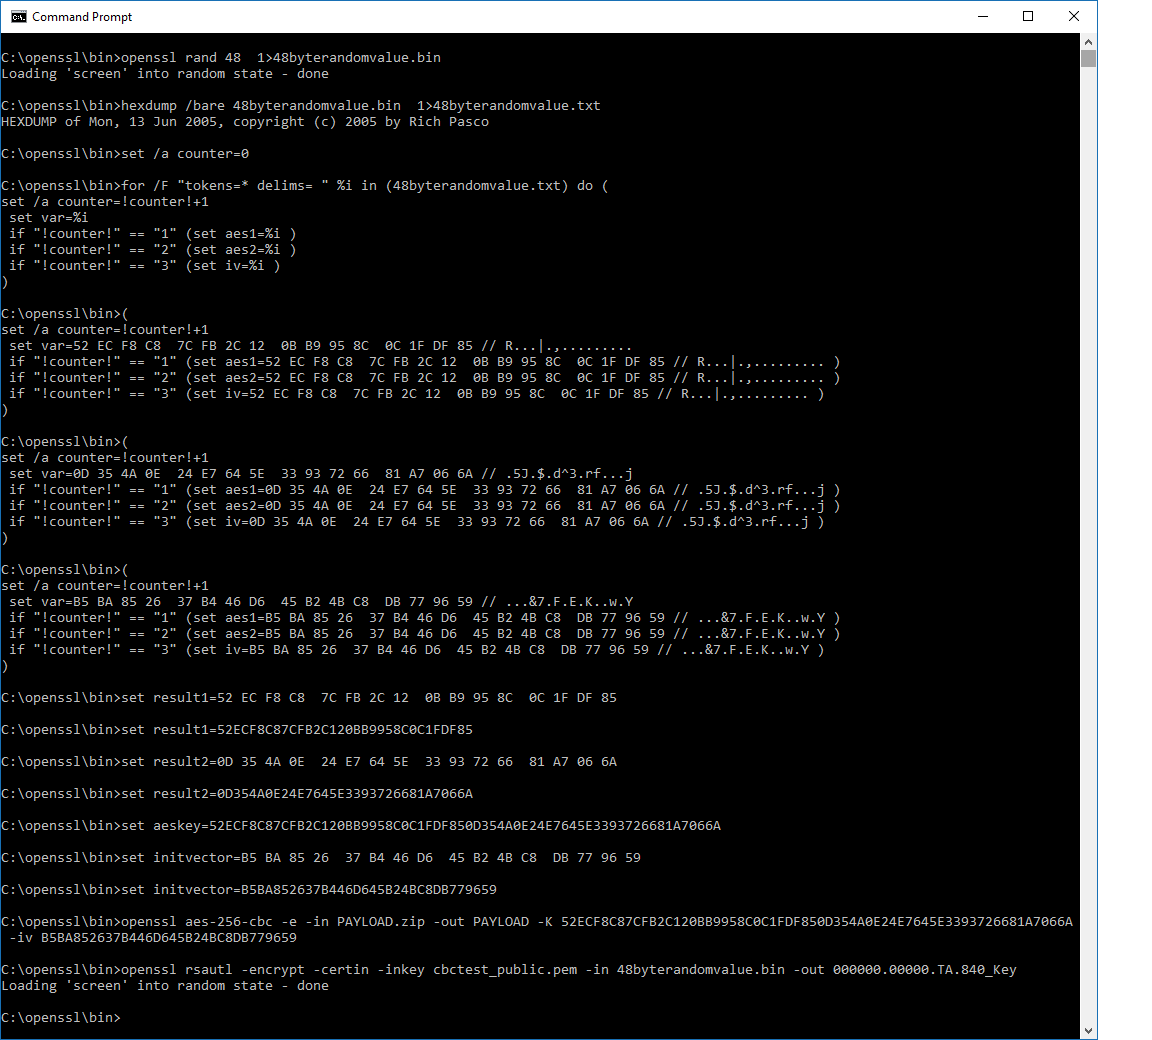 Command Prompt
C:\openssl\bin>openssl rand 48  1>48byterandomvalue.bin
Loading 'screen' into random state - done
C:\openssl\bin>hexdump /bare 48byterandomvalue.bin  1>48byterandomvalue.txt
HEXDUMP of Mon, 13 Jun 2005, copyright (c) 2005 by Rich Pasco
C:\openssl\bin>set /a counter=0
C:\openssl\bin>for /F "tokens=* delims= " %i in (48byterandomvalue.txt) do (
set /a counter=!counter!+1
 set var=%i
 if "!counter!" == "1" (set aes1=%i )
 if "!counter!" == "2" (set aes2=%i )
 if "!counter!" == "3" (set iv=%i )
)
C:\openssl\bin>(
set /a counter=!counter!+1
 set var=52 EC F8 C8  7C FB 2C 12  0B B9 95 8C  0C 1F DF 85 // R...|.,.........
 if "!counter!" == "1" (set aes1=52 EC F8 C8  7C FB 2C 12  0B B9 95 8C  0C 1F DF 85 // R...|.,......... )
 if "!counter!" == "2" (set aes2=52 EC F8 C8  7C FB 2C 12  0B B9 95 8C  0C 1F DF 85 // R...|.,......... )
 if "!counter!" == "3" (set iv=52 EC F8 C8  7C FB 2C 12  0B B9 95 8C  0C 1F DF 85 // R...|.,......... )
)
C:\openssl\bin>(
set /a counter=!counter!+1
 set var=0D 35 4A 0E  24 E7 64 5E  33 93 72 66  81 A7 06 6A // .5J.$.d^3.rf...j
 if "!counter!" == "1" (set aes1=0D 35 4A 0E  24 E7 64 5E  33 93 72 66  81 A7 06 6A // .5J.$.d^3.rf...j )
 if "!counter!" == "2" (set aes2=0D 35 4A 0E  24 E7 64 5E  33 93 72 66  81 A7 06 6A // .5J.$.d^3.rf...j )
 if "!counter!" == "3" (set iv=0D 35 4A 0E  24 E7 64 5E  33 93 72 66  81 A7 06 6A // .5J.$.d^3.rf...j )
)
C:\openssl\bin>(
set /a counter=!counter!+1
 set var=B5 BA 85 26  37 B4 46 D6  45 B2 4B C8  DB 77 96 59 // ...&7.F.E.K..w.Y
 if "!counter!" == "1" (set aes1=B5 BA 85 26  37 B4 46 D6  45 B2 4B C8  DB 77 96 59 // ...&7.F.E.K..w.Y )
 if "!counter!" == "2" (set aes2=B5 BA 85 26  37 B4 46 D6  45 B2 4B C8  DB 77 96 59 // ...&7.F.E.K..w.Y )
 if "!counter!" == "3" (set iv=B5 BA 85 26  37 B4 46 D6  45 B2 4B C8  DB 77 96 59 // ...&7.F.E.K..w.Y )
)
C:\openssl\bin>set result1=52 EC F8 C8  7C FB 2C 12  0B B9 95 8C  0C 1F DF 85
C:\openssl\bin>set result1=52ECF8C87CFB2C120BB9958C0C1FDF85
C:\openssl\bin>set result2=0D 35 4A 0E  24 E7 64 5E  33 93 72 66  81 A7 06 6A
C:\openssl\bin>set result2=0D354A0E24E7645E3393726681A7066A
C:\openssl\bin>set aeskey=52ECF8C87CFB2C120BB9958C0C1FDF850D354A0E24E7645E3393726681A7066A
C:\openssl\bin>set initvector=B5 BA 85 26  37 B4 46 D6  45 B2 4B C8  DB 77 96 59
C:\openssl\bin>set initvector=B5BA852637B446D645B24BC8DB779659
C:\openssl\bin>openssl aes-256-cbc -e -in PAYLOAD.zip -out PAYLOAD -K 52ECF8C87CFB2C120BB9958C0C1FDF850D354A0E24E7645E3393726681A7066A
 -iv B5BA852637B446D645B24BC8DB779659
C:\openssl\bin>openssl rsautl -encrypt -certin -inkey cbctest_public.pem -in 48byterandomvalue.bin -out 000000.00000.TA.840_Key
Loading 'screen' into random state - done
C:\openssl\bin>